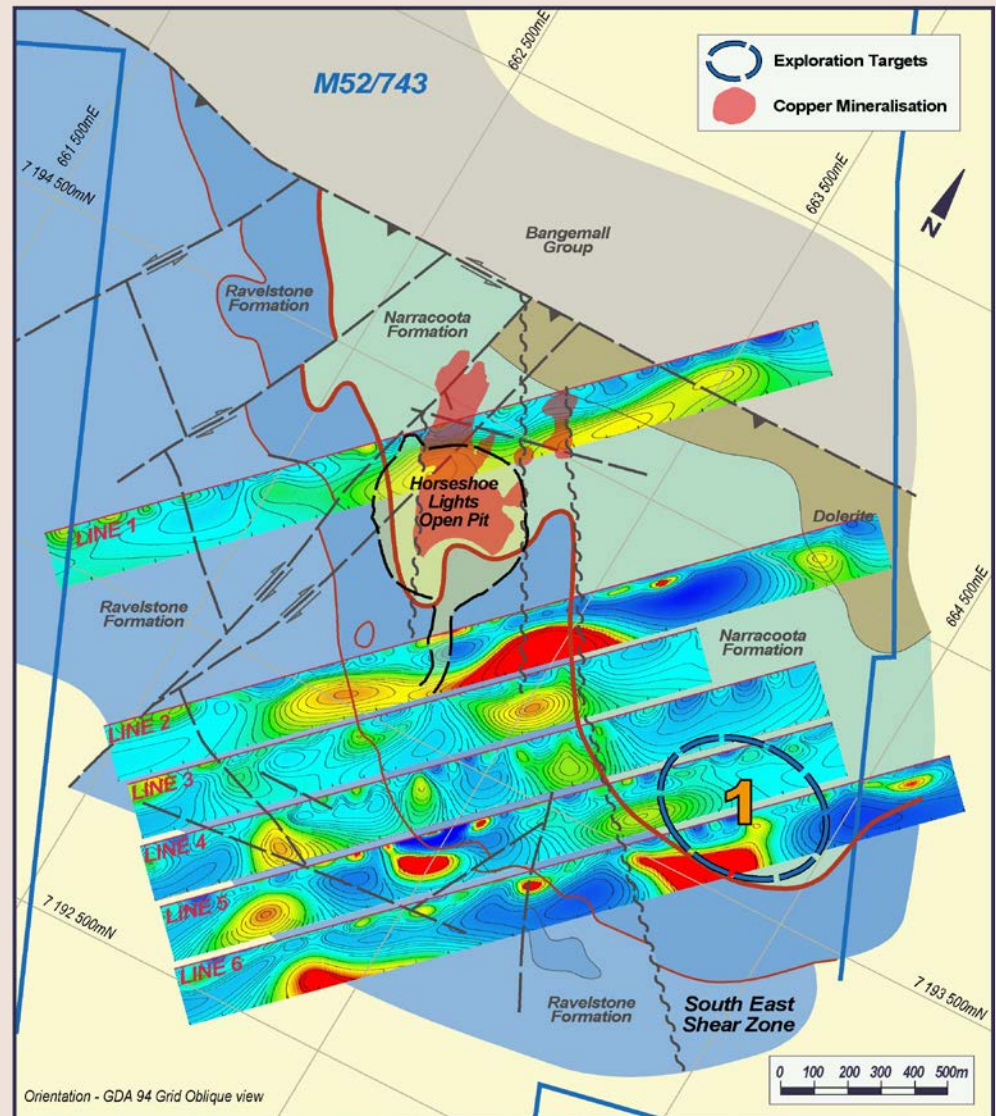 Exploration Targets
Copper Mineralisation
M52/743
662 500mE
661 500mE
7 194 500mN
663 500mE
N
Bangemall
Group
Ravelstone
Formation
Narracoota
Formation
Horseshoe
Lights
Open Pit
LINE 1
Dolerite
664 500mE
Ravelstone
Formation
Narracoota
Formation
LINE 2
LINE 3
1
LINE 4
LINE 5
7 192 500mN
LINE 6
7 193 500mN
Ravelstone
Formation
South East
Shear Zone
0 100 200 300 400 500m
Orientation - GDA 94 Grid Oblique view